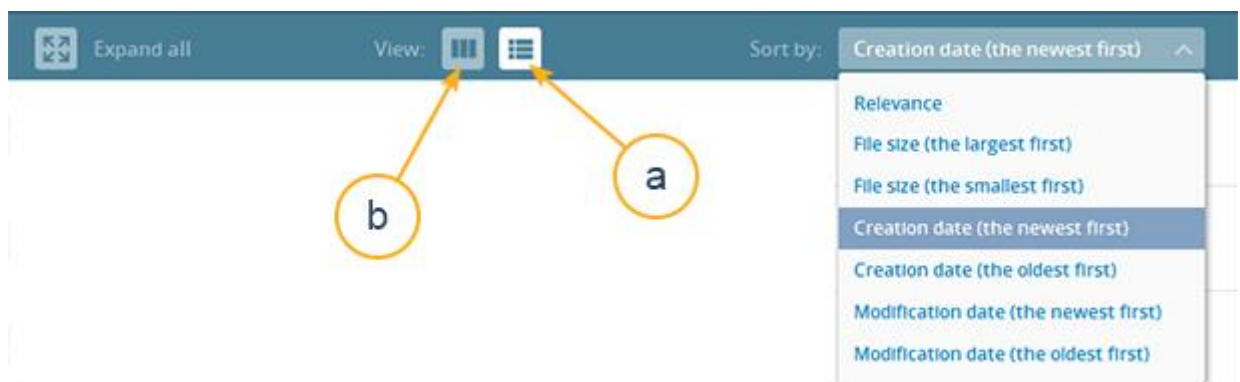 Expand all View: Sort by: Creation date (the newest first)
Relevance
File size (the largest first)
File size (the smallest first)
Creation date (the newest first)
Creation date (the oldest first)
Modification date (the newest first)
Modification date (the oldest first)
a
b